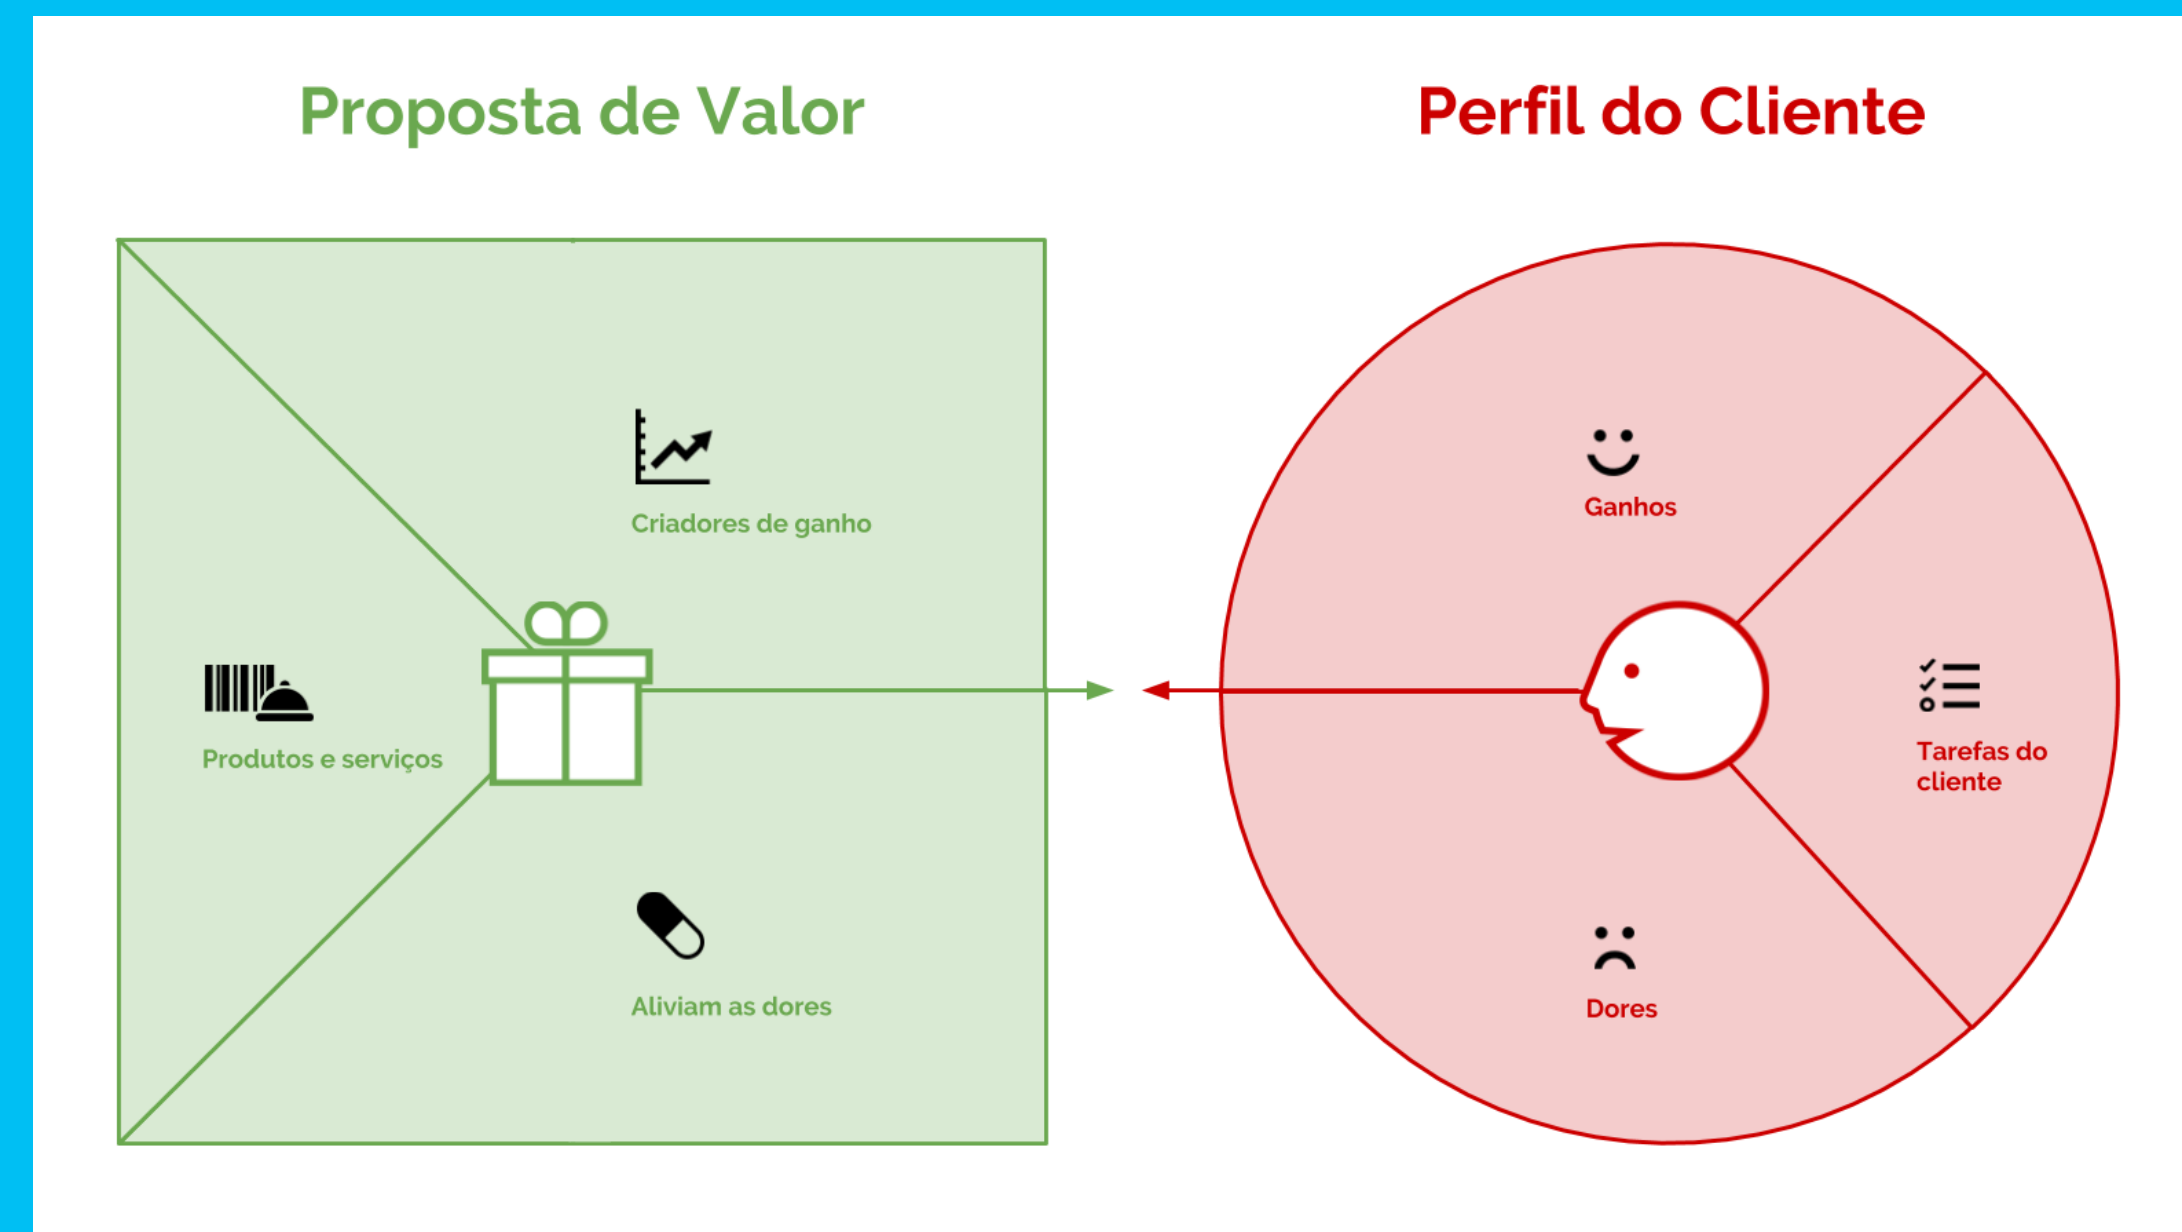 Proposta de Valor
Perfil do Cliente
Criadores de ganho
Produtos e serviços
Aliviam as dores
Ganhos
Tarefas do
cliente
Dores